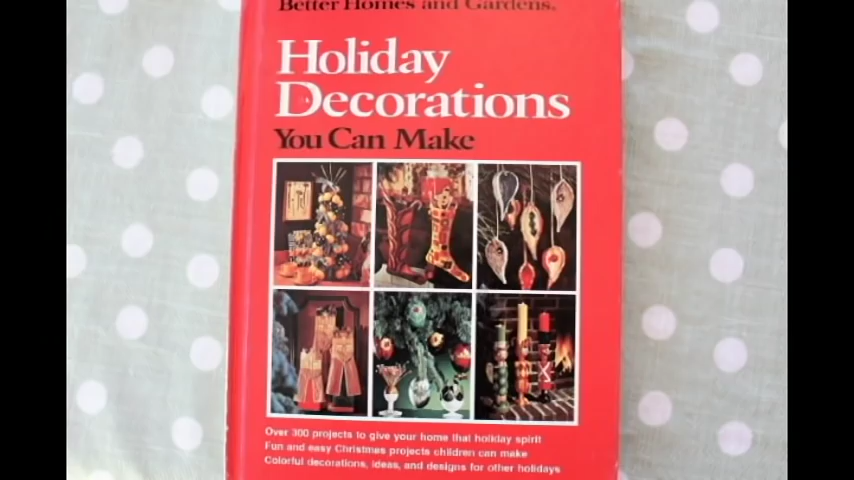 Better Homes and Gardens®
Holiday
Decorations
You Can Make
Over 300 projects to give your home that holiday spirit
Fun and easy Christmas projects children can make
Colorful decorations, ideas, and designs for other holidays